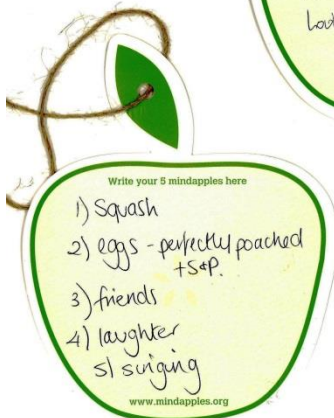 Write your 5 mindapples here
1) Squash
2) eggs - perfectly poached
+ S&P.
3) friends
4) laughter
5) singing
www.mindapples.org